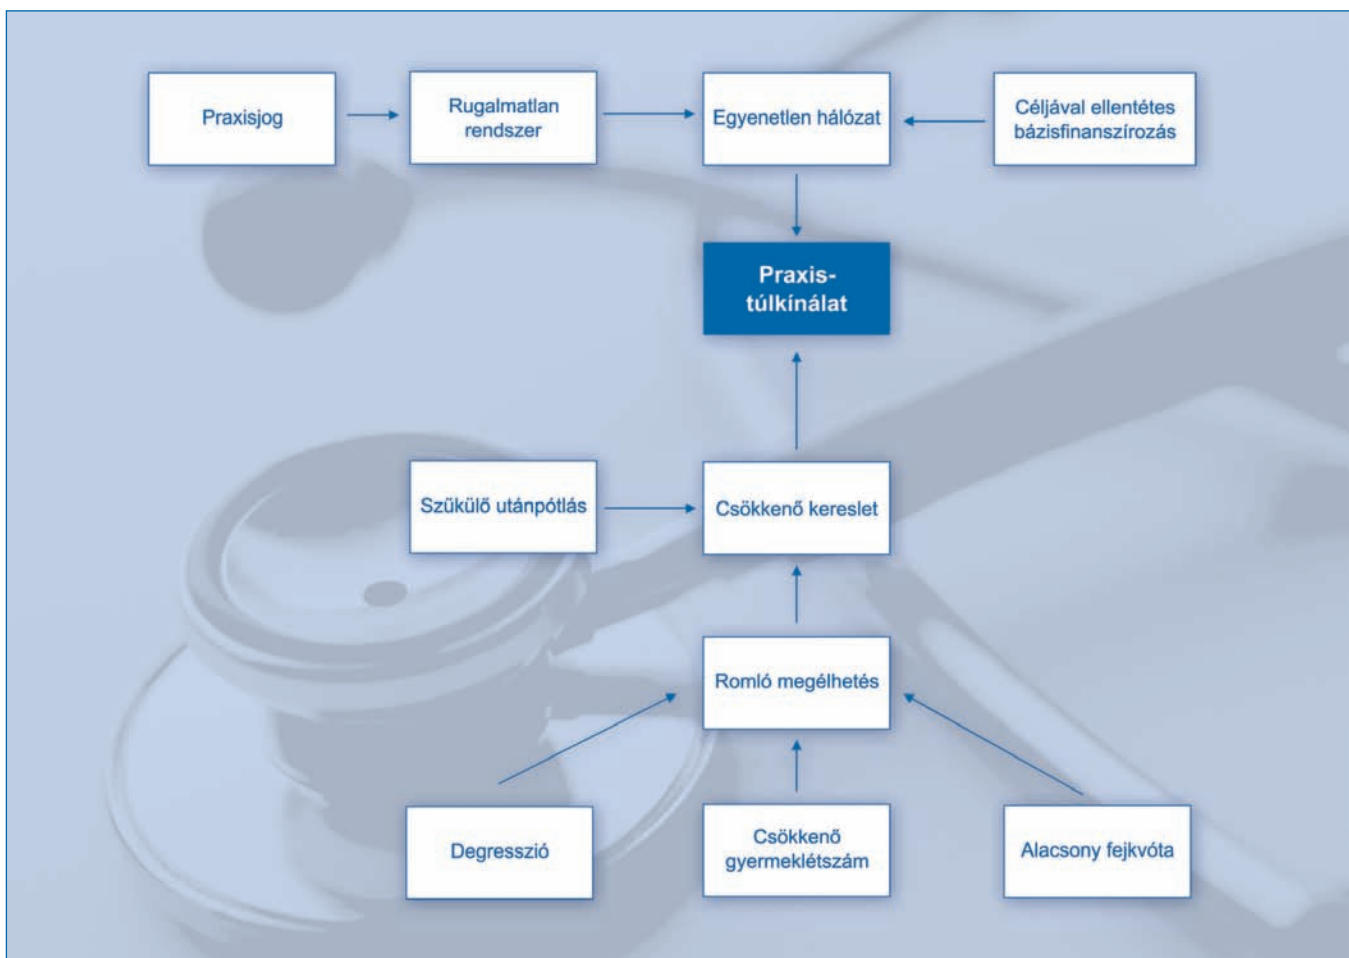 Praxisjog
Rugalmatlan
rendszer
Egyenetlen hálózat
Céljával ellentétes
bázisfinanszírozás
Praxis-
túlkínálat
Szűkülő utánpótlás
Csökkenő kereslet
Romló megélhetés
Degresszió
Csökkenő
gyermeklétszám
Alacsony fejkvóta